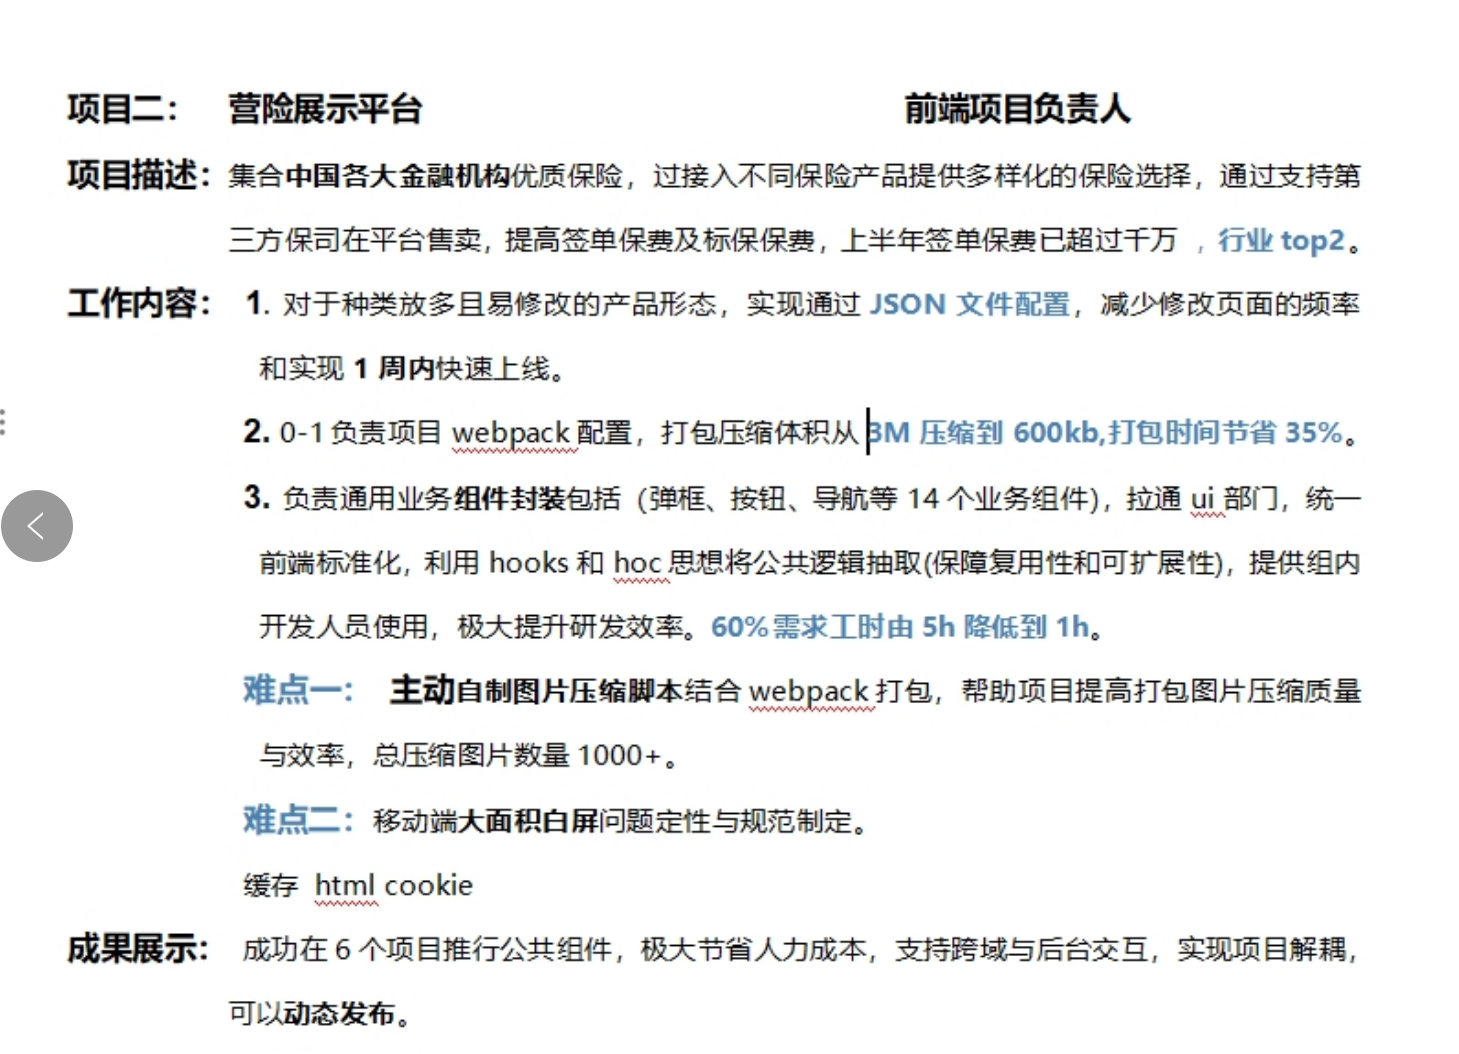 项目二： 营险展示平台 前端项目负责人
项目描述：集合中国各大金融机构优质保险，过接入不同保险产品提供多样化的保险选择，通过支持第
三方保司在平台售卖，提高签单保费及标保保费，上半年签单保费已超过千万 ，行业 top2。
工作内容： 1. 对于种类放多且易修改的产品形态，实现通过 JSON 文件配置，减少修改页面的频率
和实现 1 周内快速上线。
2. 0-1 负责项目 webpack 配置，打包压缩体积从 3M 压缩到 600kb,打包时间节省 35%。
3. 负责通用业务组件封装包括（弹框、按钮、导航等 14 个业务组件)，拉通 ui 部门，统一
前端标准化，利用 hooks 和 hoc 思想将公共逻辑抽取(保障复用性和可扩展性)，提供组内
开发人员使用，极大提升研发效率。60%需求工时由 5h 降低到 1h。
难点一： 主动自制图片压缩脚本结合 webpack 打包，帮助项目提高打包图片压缩质量
与效率，总压缩图片数量 1000+。
难点二：移动端大面积白屏问题定性与规范制定。
缓存 html cookie
成果展示： 成功在 6 个项目推行公共组件，极大节省人力成本，支持跨域与后台交互，实现项目解耦，
可以动态发布。